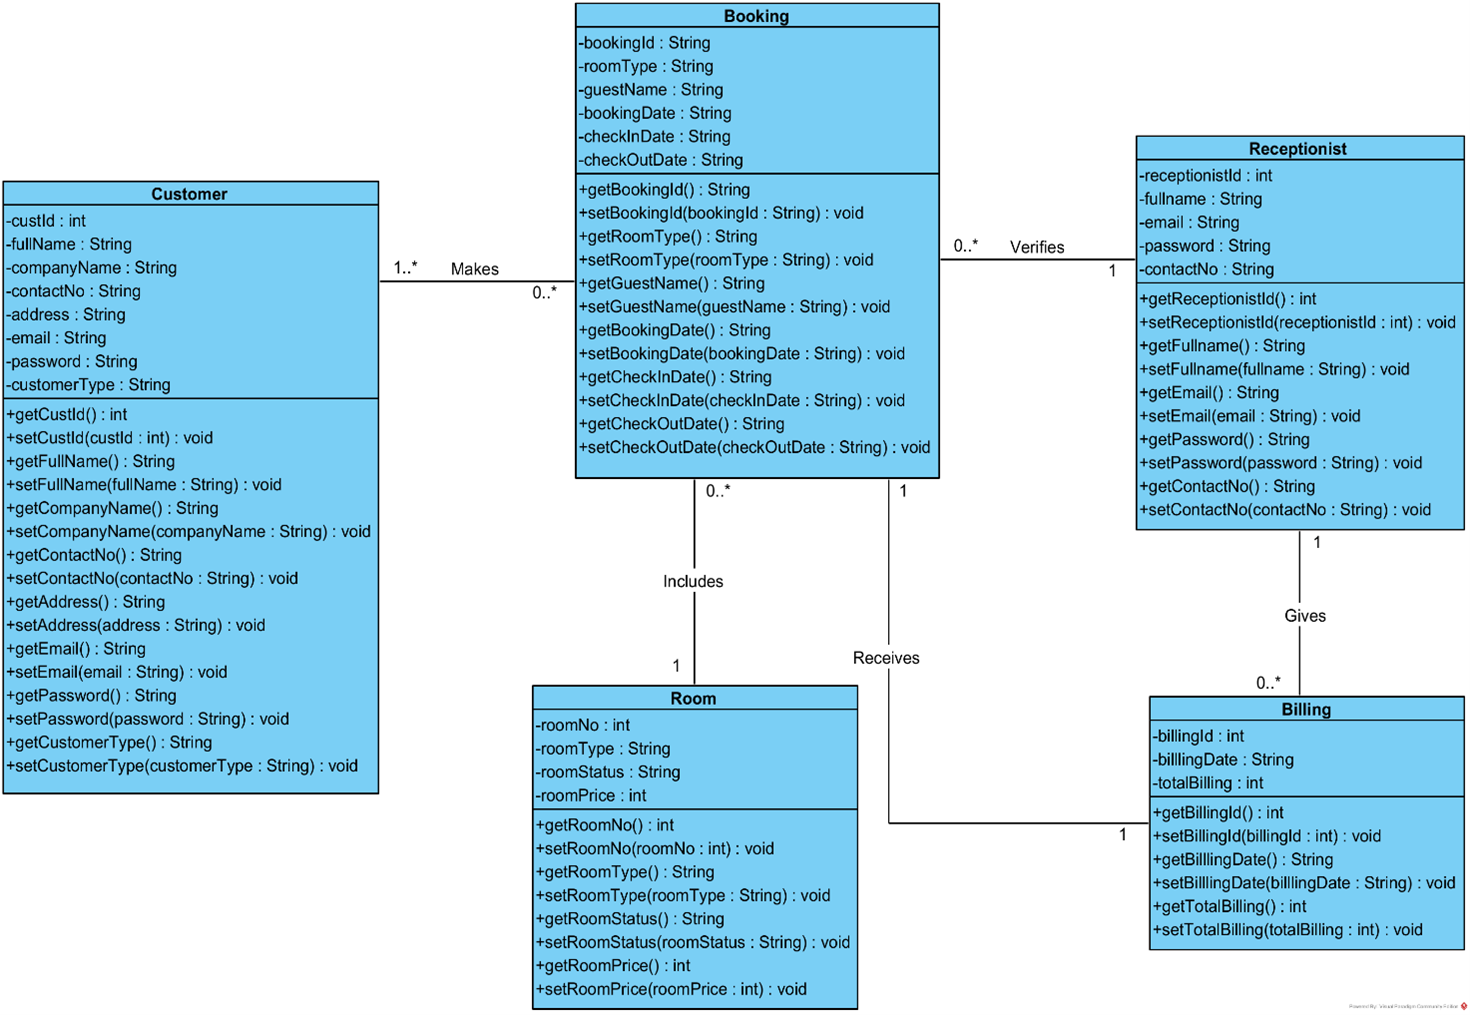 Booking
-bookingId : String
-roomType : String
-guestName : String
-bookingDate : String
-checkInDate : String
-checkOutDate : String
+getBookingId() : String
+setBookingId(bookingId : String) : void
+getRoomType() : String
+setRoomType(roomType : String) : void
+getGuestName() : String
+setGuestName(guestName : String) : void
+getBookingDate() : String
+setBookingDate(bookingDate : String) : void
+getCheckInDate() : String
+setCheckInDate(checkInDate : String) : void
+getCheckOutDate() : String
+setCheckOutDate(checkOutDate : String) : void
Customer
-custId : int
-fullName : String
-companyName : String
-contactNo : String
-address : String
-email : String
-password : String
-customerType : String
+getCustId() : int
+setCustId(custId : int) : void
+getFullName() : String
+setFullName(fullName : String) : void
+getCompanyName() : String
+setCompanyName(companyName : String) : void
+getContactNo() : String
+setContactNo(contactNo : String) : void
+getAddress() : String
+setAddress(address : String) : void
+getEmail() : String
+setEmail(email : String) : void
+getPassword() : String
+setPassword(password : String) : void
+getCustomerType() : String
+setCustomerType(customerType : String) : void
1..*
Makes
0..*
0..*
Verifies
1
Receptionist
-receptionistId : int
-fullname : String
-email : String
-password : String
-contactNo : String
+getReceptionistId() : int
+setReceptionistId(receptionistId : int) : void
+getFullname() : String
+setFullname(fullname : String) : void
+getEmail() : String
+setEmail(email : String) : void
+getPassword() : String
+setPassword(password : String) : void
+getContactNo() : String
+setContactNo(contactNo : String) : void
0..*
Includes
1
1
Receives
1
1
Gives
0..*
Room
-roomNo : int
-roomType : String
-roomStatus : String
-roomPrice : int
+getRoomNo() : int
+setRoomNo(roomNo : int) : void
+getRoomType() : String
+setRoomType(roomType : String) : void
+getRoomStatus() : String
+setRoomStatus(roomStatus : String) : void
+getRoomPrice() : int
+setRoomPrice(roomPrice : int) : void
Billing
-billingId : int
-billlingDate : String
-totalBilling : int
+getBillingId() : int
+setBillingId(billingId : int) : void
+getBilllingDate() : String
+setBilllingDate(billlingDate : String) : void
+getTotalBilling() : int
+setTotalBilling(totalBilling : int) : void
Powered By Visual Paradigm Community Edition